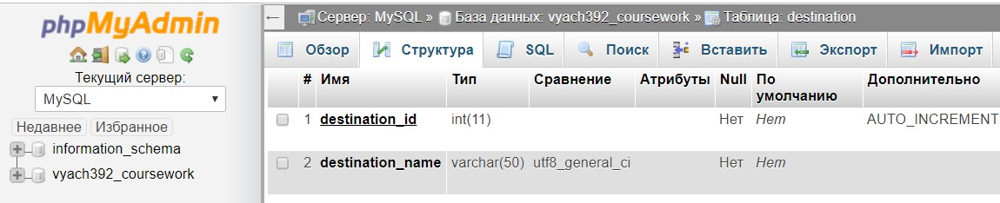 phpMyAdmin
Текущий сервер:
MySQL
Недавнее Избранное
information_schema
vyach392_coursework
Сервер: MySQL » База данных: vyach392_coursework » Таблица: destination
Обзор Структура SQL Поиск Вставить Экспорт Импорт
# Имя Тип Сравнение Атрибуты Null По умолчанию Дополнительно
1 destination_id int(11) Нет Нет AUTO_INCREMENT
2 destination_name varchar(50) utf8_general_ci Нет Нет